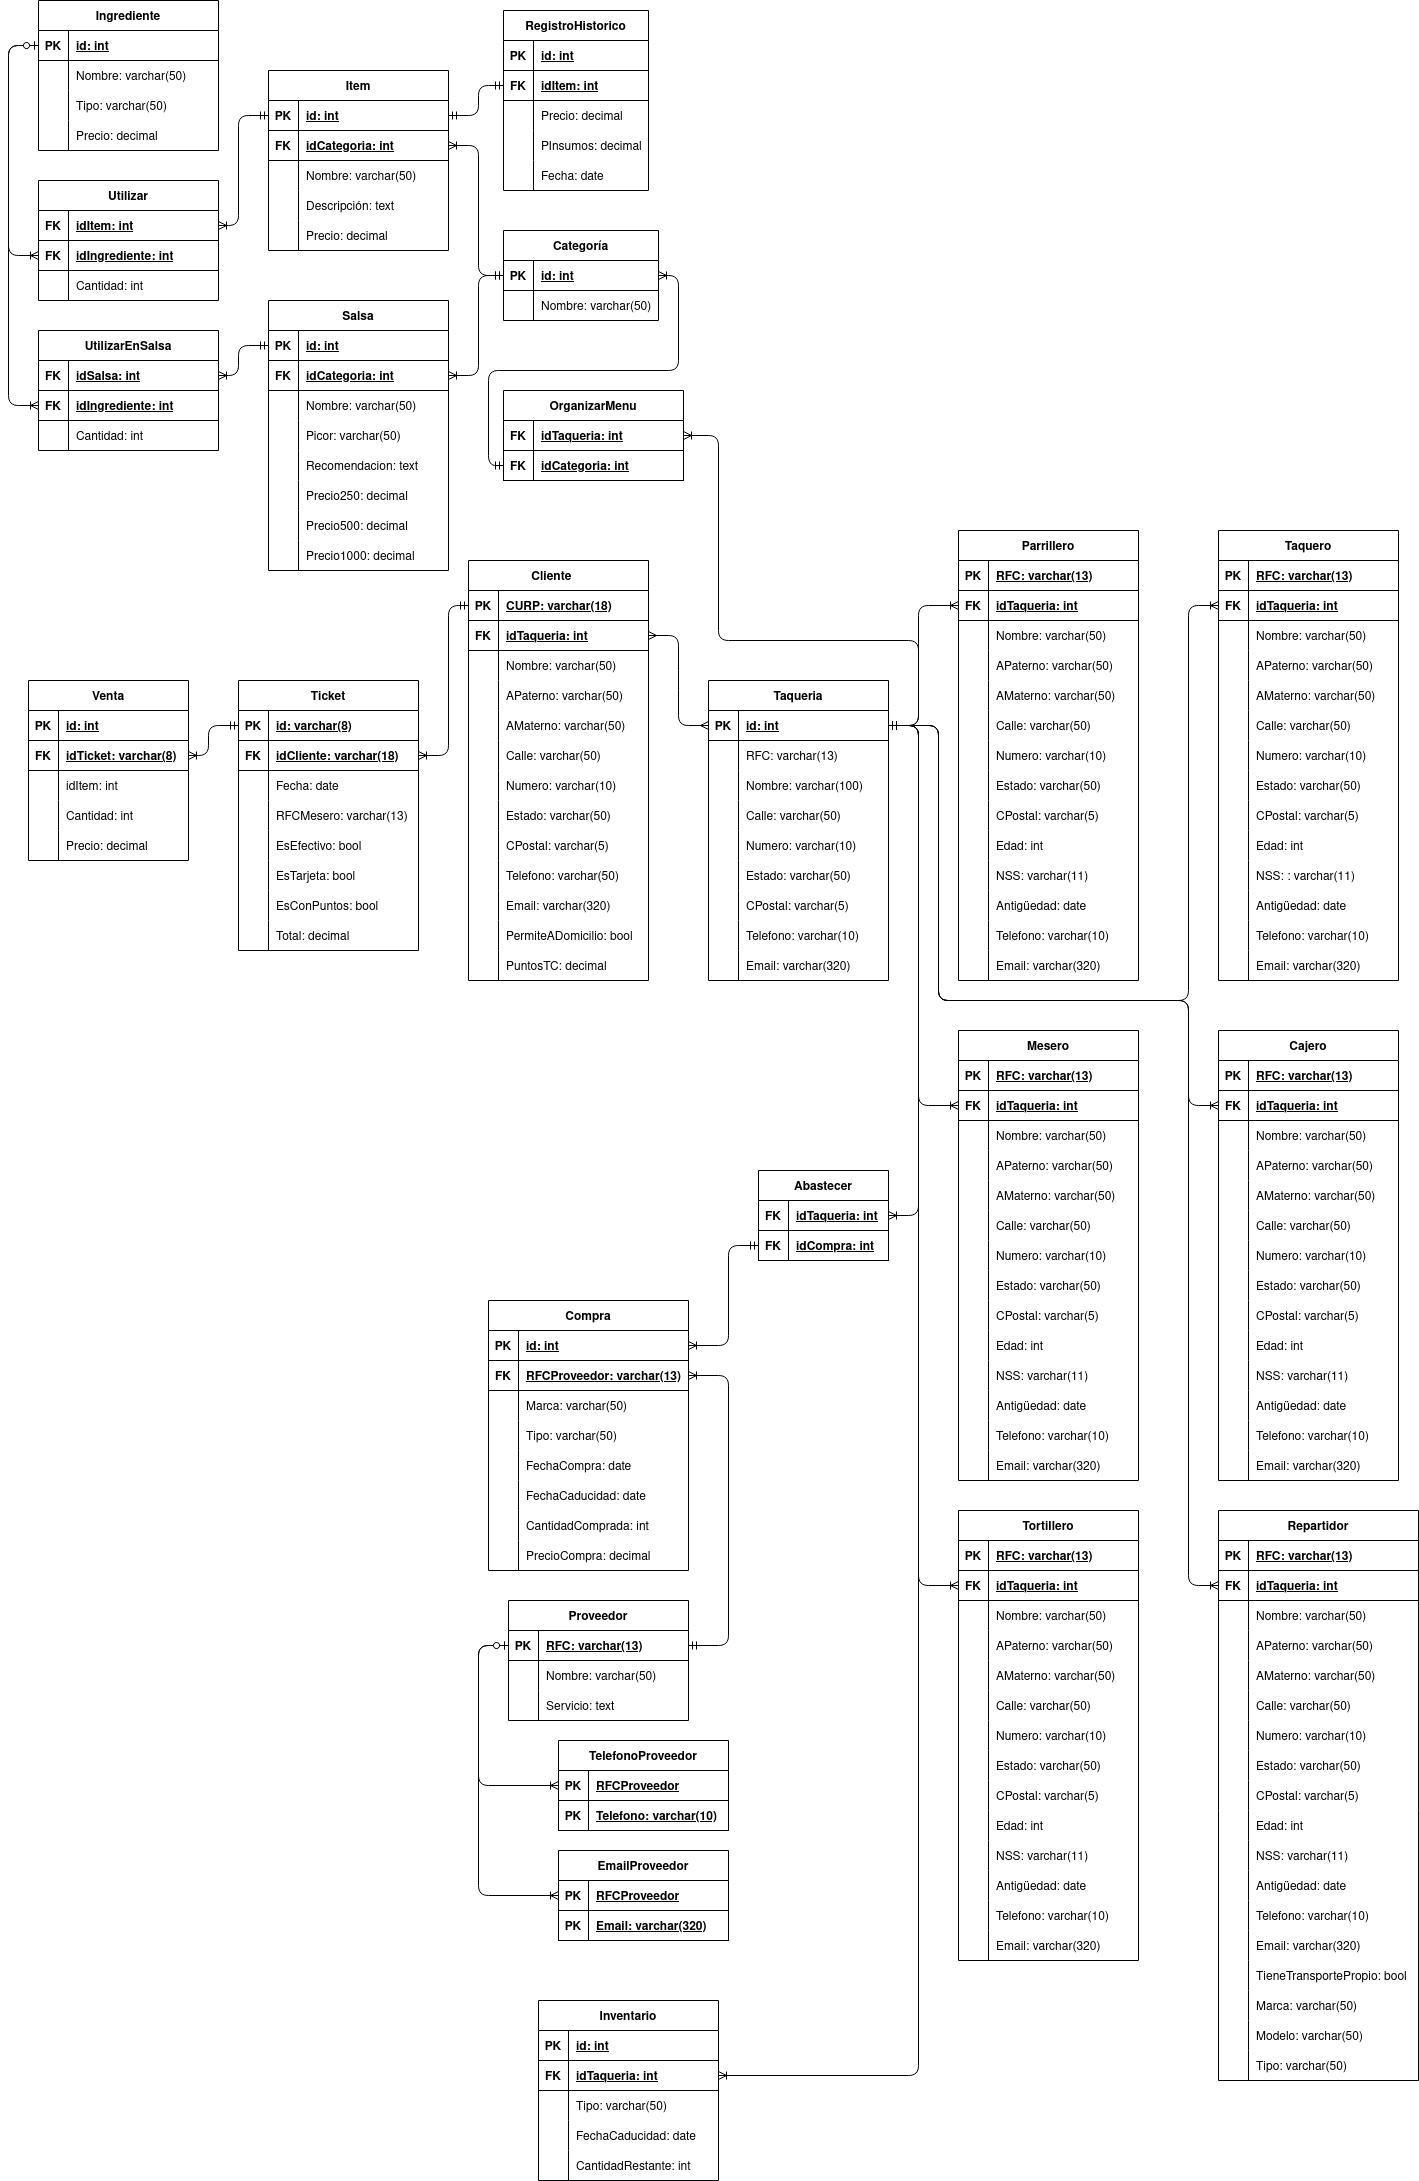 Ingrediente
PK id: int
Nombre: varchar(50)
Tipo: varchar(50)
Precio: decimal
Utilizar
FK idItem: int
FK idIngrediente: int
Cantidad: int
UtilizarEnSalsa
FK idSalsa: int
FK idIngrediente: int
Cantidad: int
Item
PK id: int
FK idCategoria: int
Nombre: varchar(50)
Descripción: text
Precio: decimal
Salsa
PK id: int
FK idCategoria: int
Nombre: varchar(50)
Picor: varchar(50)
Recomendacion: text
Precio250: decimal
Precio500: decimal
Precio1000: decimal
RegistroHistorico
PK id: int
FK idItem: int
Precio: decimal
PInsumos: decimal
Fecha: date
Categoría
PK id: int
Nombre: varchar(50)
OrganizarMenu
FK idTaqueria: int
FK idCategoria: int
Venta
PK id: int
FK idTicket: varchar(8)
idItem: int
Cantidad: int
Precio: decimal
Ticket
PK id: varchar(8)
FK idCliente: varchar(18)
Fecha: date
RFCMesero: varchar(13)
EsEfectivo: bool
EsTarjeta: bool
EsConPuntos: bool
Total: decimal
Cliente
PK CURP: varchar(18)
FK idTaqueria: int
Nombre: varchar(50)
APaterno: varchar(50)
AMaterno: varchar(50)
Calle: varchar(50)
Numero: varchar(10)
Estado: varchar(50)
CPostal: varchar(5)
Telefono: varchar(50)
Email: varchar(320)
PermiteADomicilio: bool
PuntosTC: decimal
Taqueria
PK id: int
RFC: varchar(13)
Nombre: varchar(100)
Calle: varchar(50)
Numero: varchar(10)
Estado: varchar(50)
CPostal: varchar(5)
Telefono: varchar(10)
Email: varchar(320)
Parrillero
PK RFC: varchar(13)
FK idTaqueria: int
Nombre: varchar(50)
APaterno: varchar(50)
AMaterno: varchar(50)
Calle: varchar(50)
Numero: varchar(10)
Estado: varchar(50)
CPostal: varchar(5)
Edad: int
NSS: varchar(11)
Antigüedad: date
Telefono: varchar(10)
Email: varchar(320)
Taquero
PK RFC: varchar(13)
FK idTaqueria: int
Nombre: varchar(50)
APaterno: varchar(50)
AMaterno: varchar(50)
Calle: varchar(50)
Numero: varchar(10)
Estado: varchar(50)
CPostal: varchar(5)
Edad: int
NSS: : varchar(11)
Antigüedad: date
Telefono: varchar(10)
Email: varchar(320)
Mesero
PK RFC: varchar(13)
FK idTaqueria: int
Nombre: varchar(50)
APaterno: varchar(50)
AMaterno: varchar(50)
Calle: varchar(50)
Numero: varchar(10)
Estado: varchar(50)
CPostal: varchar(5)
Edad: int
NSS: varchar(11)
Antigüedad: date
Telefono: varchar(10)
Email: varchar(320)
Cajero
PK RFC: varchar(13)
FK idTaqueria: int
Nombre: varchar(50)
APaterno: varchar(50)
AMaterno: varchar(50)
Calle: varchar(50)
Numero: varchar(10)
Estado: varchar(50)
CPostal: varchar(5)
Edad: int
NSS: varchar(11)
Antigüedad: date
Telefono: varchar(10)
Email: varchar(320)
Abastecer
FK idTaqueria: int
FK idCompra: int
Compra
PK id: int
FK RFCProveedor: varchar(13)
Marca: varchar(50)
Tipo: varchar(50)
FechaCompra: date
FechaCaducidad: date
CantidadComprada: int
PrecioCompra: decimal
Proveedor
PK RFC: varchar(13)
Nombre: varchar(50)
Servicio: text
TelefonoProveedor
PK RFCProveedor
PK Telefono: varchar(10)
EmailProveedor
PK RFCProveedor
PK Email: varchar(320)
Tortillero
PK RFC: varchar(13)
FK idTaqueria: int
Nombre: varchar(50)
APaterno: varchar(50)
AMaterno: varchar(50)
Calle: varchar(50)
Numero: varchar(10)
Estado: varchar(50)
CPostal: varchar(5)
Edad: int
NSS: varchar(11)
Antigüedad: date
Telefono: varchar(10)
Email: varchar(320)
Repartidor
PK RFC: varchar(13)
FK idTaqueria: int
Nombre: varchar(50)
APaterno: varchar(50)
AMaterno: varchar(50)
Calle: varchar(50)
Numero: varchar(10)
Estado: varchar(50)
CPostal: varchar(5)
Edad: int
NSS: varchar(11)
Antigüedad: date
Telefono: varchar(10)
Email: varchar(320)
TieneTransportePropio: bool
Marca: varchar(50)
Modelo: varchar(50)
Tipo: varchar(50)
Inventario
PK id: int
FK idTaqueria: int
Tipo: varchar(50)
FechaCaducidad: date
CantidadRestante: int